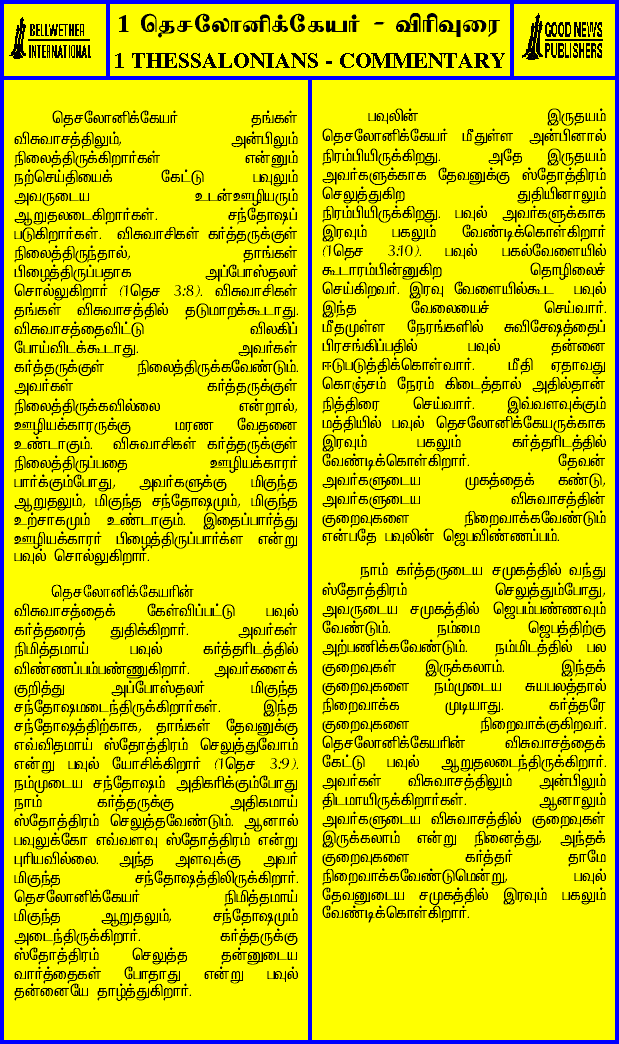 BELLWETHER
INTERNATIONAL
1 தெசலோனிக்கேயர் - விரிவுரை
1 THESSALONIANS - COMMENTARY
GOOD NEWS
PUBLISHERS
தெசலோனிக்கேயர் தங்கள்
விசுவாசத்திலும், அன்பிலும்
நிலைத்திருக்கிறார்கள் என்னும்
நற்செய்தியைக் கேட்டு பவுலும்
அவருடைய உடன்ஊழியரும்
ஆறுதலடைகிறார்கள். சந்தோஷப்
படுகிறார்கள். விசுவாசிகள் கர்த்தருக்குள்
நிலைத்திருந்தால், தாங்கள்
பிழைத்திருப்பதாக அப்போஸ்தலர்
சொல்லுகிறார் (1தெச 3:8). விசுவாசிகள்
தங்கள் விசுவாசத்தில் தடுமாறக்கூடாது.
விசுவாசத்தைவிட்டு விலகிப்
போய்விடக்கூடாது. அவர்கள்
கர்த்தருக்குள் நிலைத்திருக்கவேண்டும்.
அவர்கள் கர்த்தருக்குள்
நிலைத்திருக்கவில்லை என்றால்,
ஊழியக்காரருக்கு மரண வேதனை
உண்டாகும். விசுவாசிகள் கர்த்தருக்குள்
நிலைத்திருப்பதை ஊழியக்காரர்
பார்க்கும்போது, அவர்களுக்கு மிகுந்த
ஆறுதலும், மிகுந்த சந்தோஷமும், மிகுந்த
உற்சாகமும் உண்டாகும். இதைப்பார்த்து
ஊழியக்காரர் பிழைத்திருப்பார்கள் என்று
பவுல் சொல்லுகிறார்.
தெசலோனிக்கேயரின்
விசுவாசத்தைக் கேள்விப்பட்டு பவுல்
கர்த்தரைத் துதிக்கிறார். அவர்கள்
நிமித்தமாய் பவுல் கர்த்தரிடத்தில்
விண்ணப்பம்பண்ணுகிறார். அவர்களைக்
குறித்து அப்போஸ்தலர் மிகுந்த
சந்தோஷமடைந்திருக்கிறார்கள். இந்த
சந்தோஷத்திற்காக, தாங்கள் தேவனுக்கு
எவ்விதமாய் ஸ்தோத்திரம் செலுத்துவோம்
என்று பவுல் யோசிக்கிறார் (1தெச 3:9).
நம்முடைய சந்தோஷம் அதிகரிக்கும்போது
நாம் கர்த்தருக்கு அதிகமாய்
ஸ்தோத்திரம் செலுத்தவேண்டும். ஆனால்
பவுலுக்கோ எவ்வளவு ஸ்தோத்திரம் என்று
புரியவில்லை. அந்த அளவுக்கு அவர்
மிகுந்த சந்தோஷத்திலிருக்கிறார்.
தெசலோனிக்கேயர் நிமித்தமாய்
மிகுந்த ஆறுதலும், சந்தோஷமும்
அடைந்திருக்கிறார். கர்த்தருக்கு
ஸ்தோத்திரம் செலுத்த தன்னுடைய
வார்த்தைகள் போதாது என்று பவுல்
தன்னையே தாழ்த்துகிறார்.
பவுலின் இருதயம்
தெசலோனிக்கேயர் மீதுள்ள அன்பினால்
நிரம்பியிருக்கிறது. அதே இருதயம்
அவர்களுக்காக தேவனுக்கு ஸ்தோத்திரம்
செலுத்துகிற துதியினாலும்
நிரம்பியிருக்கிறது. பவுல் அவர்களுக்காக
இரவும் பகலும் வேண்டிக்கொள்கிறார்
(1தெச 3:10). பவுல் பகல்வேளையில்
கூடாரம்பின்னுகிற தொழிலைச்
செய்கிறவர். இரவு வேளையில்கூட பவுல்
இந்த வேலையைச் செய்வார்.
மீதமுள்ள நேரங்களில் சுவிசேஷத்தைப்
பிரசங்கிப்பதில் பவுல் தன்னை
ஈடுபடுத்திக்கொள்வார். மீதி ஏதாவது
கொஞ்சம் நேரம் கிடைத்தால் அதில்தான்
நித்திரை செய்வார். இவ்வளவுக்கும்
மத்தியில் பவுல் தெசலோனிக்கேயருக்காக
இரவும் பகலும் கர்த்தரிடத்தில்
வேண்டிக்கொள்கிறார். தேவன்
அவர்களுடைய முகத்தைக் கண்டு,
அவர்களுடைய விசுவாசத்தின்
குறைவுகளை நிறைவாக்கவேண்டும்
என்பதே பவுலின் ஜெபவிண்ணப்பம்.
நாம் கர்த்தருடைய சமுகத்தில் வந்து
ஸ்தோத்திரம் செலுத்தும்போது,
அவருடைய சமுகத்தில் ஜெபம்பண்ணவும்
வேண்டும். நம்மை ஜெபத்திற்கு
அற்பணிக்கவேண்டும். நம்மிடத்தில் பல
குறைவுகள் இருக்கலாம். இந்தக்
குறைவுகளை நம்முடைய சுயபலத்தால்
நிறைவாக்க முடியாது. கர்த்தரே
குறைவுகளை நிறைவாக்குகிறவர்.
தெசலோனிக்கேயரின் விசுவாசத்தைக்
கேட்டு பவுல் ஆறுதலடைந்திருக்கிறார்.
அவர்கள் விசுவாசத்திலும் அன்பிலும்
திடமாயிருக்கிறார்கள். ஆனாலும்
அவர்களுடைய விசுவாசத்தில் குறைவுகள்
இருக்கலாம் என்று நினைத்து, அந்தக்
குறைவுகளை கர்த்தர் தாமே
நிறைவாக்கவேண்டுமென்று, பவுல்
தேவனுடைய சமுகத்தில் இரவும் பகலும்
வேண்டிக்கொள்கிறார்.